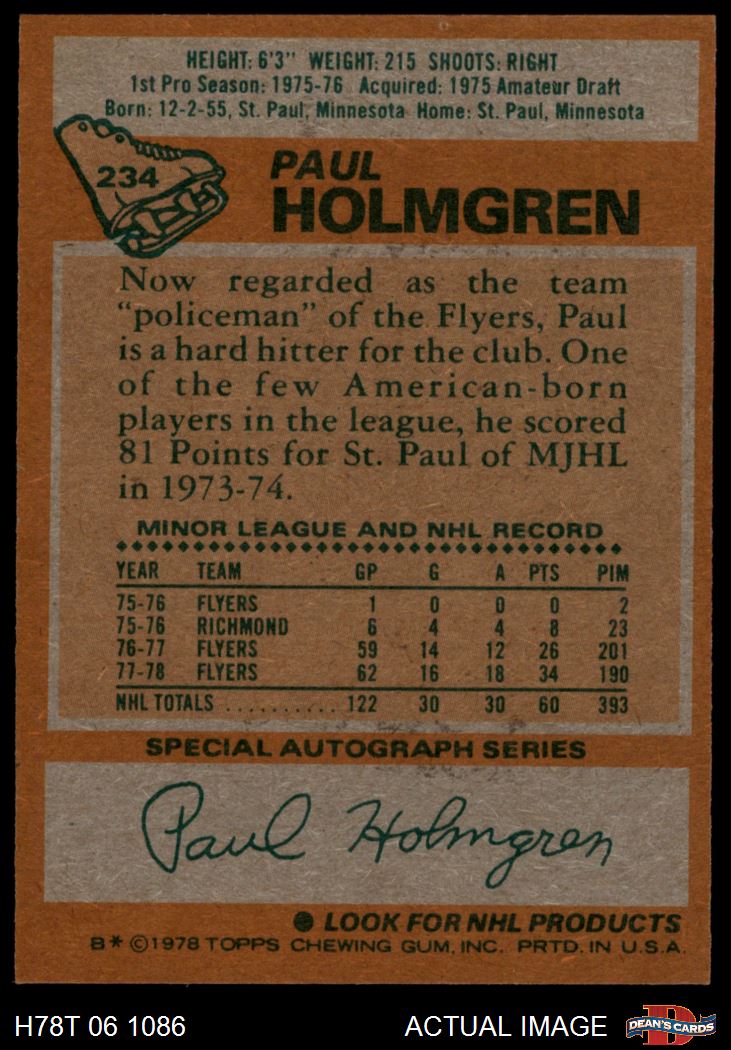 HEIGHT: 6'3" WEIGHT: 215 SHOOTS: RIGHT
1st Pro Season: 1975-76 Acquired: 1975 Amateur Draft
Born: 12-2-55, St. Paul, Minnesota Home: St. Paul, Minnesota
234
PAUL
HOLMGREN
Now regarded as the team
"policeman" of the Flyers, Paul
is a hard hitter for the club. One
of the few American-born
players in the league, he scored
81 Points for St. Paul of MJHL
in 1973-74.
MINOR LEAGUE AND NHL RECORD
YEAR TEAM GP G A PTS PIM
75-76 FLYERS 1 0 0 0 2
75-76 RICHMOND 6 4 4 8 23
76-77 FLYERS 59 14 12 26 201
77-78 FLYERS 62 16 18 34 190
NHL TOTALS .......... 122 30 30 60 393
SPECIAL AUTOGRAPH SERIES
Paul Holmgren
● LOOK FOR NHL PRODUCTS
B* ©1978 TOPPS CHEWING GUM, INC. PRTD. IN U.S.A.
H78T 06 1086 ACTUAL IMAGE D DEAN'S CARDS